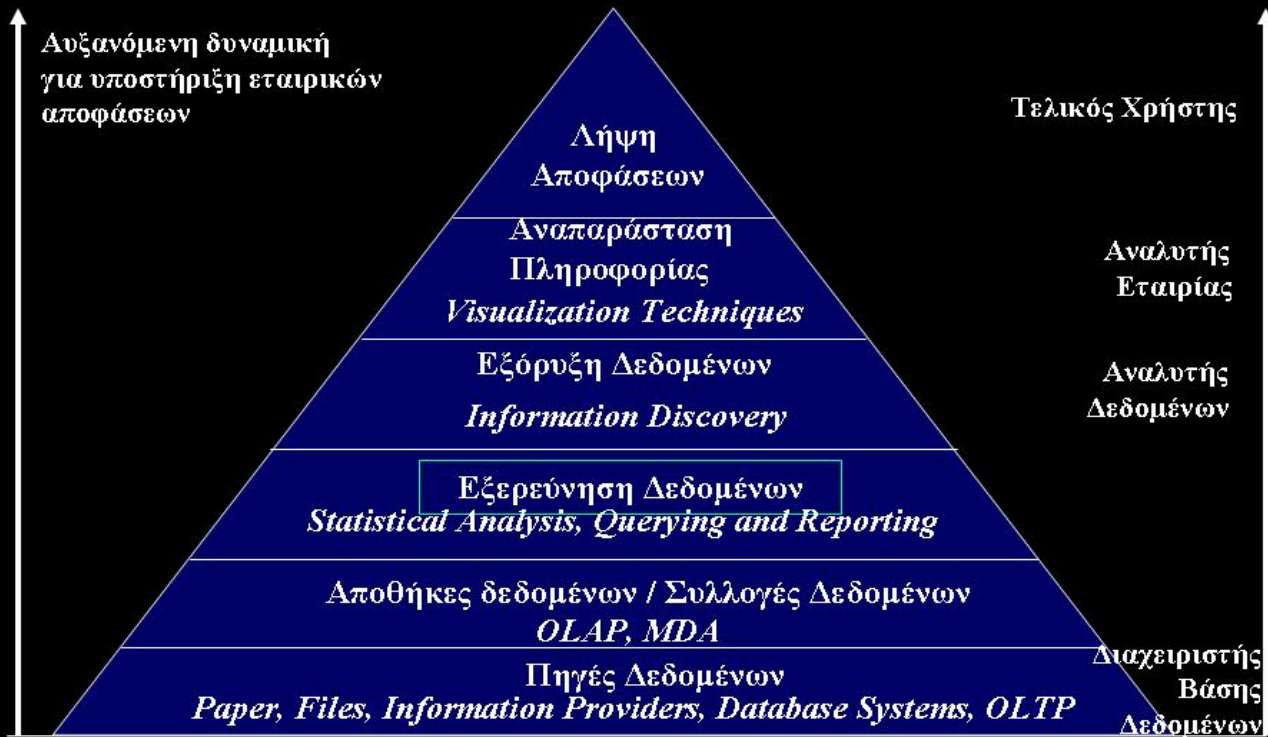 Αυξανόμενη δυναμική
για υποστήριξη εταιρικών
αποφάσεων
Τελικός Χρήστης
Λήψη
Αποφάσεων
Αναπαράσταση
Πληροφορίας
Visualization Techniques
Αναλυτής
Εταιρίας
Εξόρυξη Δεδομένων
Information Discovery
Αναλυτής
Δεδομένων
Εξερεύνηση Δεδομένων
Statistical Analysis, Querying and Reporting
Αποθήκες δεδομένων / Συλλογές Δεδομένων
OLAP, MDA
Πηγές Δεδομένων
Paper, Files, Information Providers, Database Systems, OLTP
Διαχειριστής
Βάσης
Δεδομένων